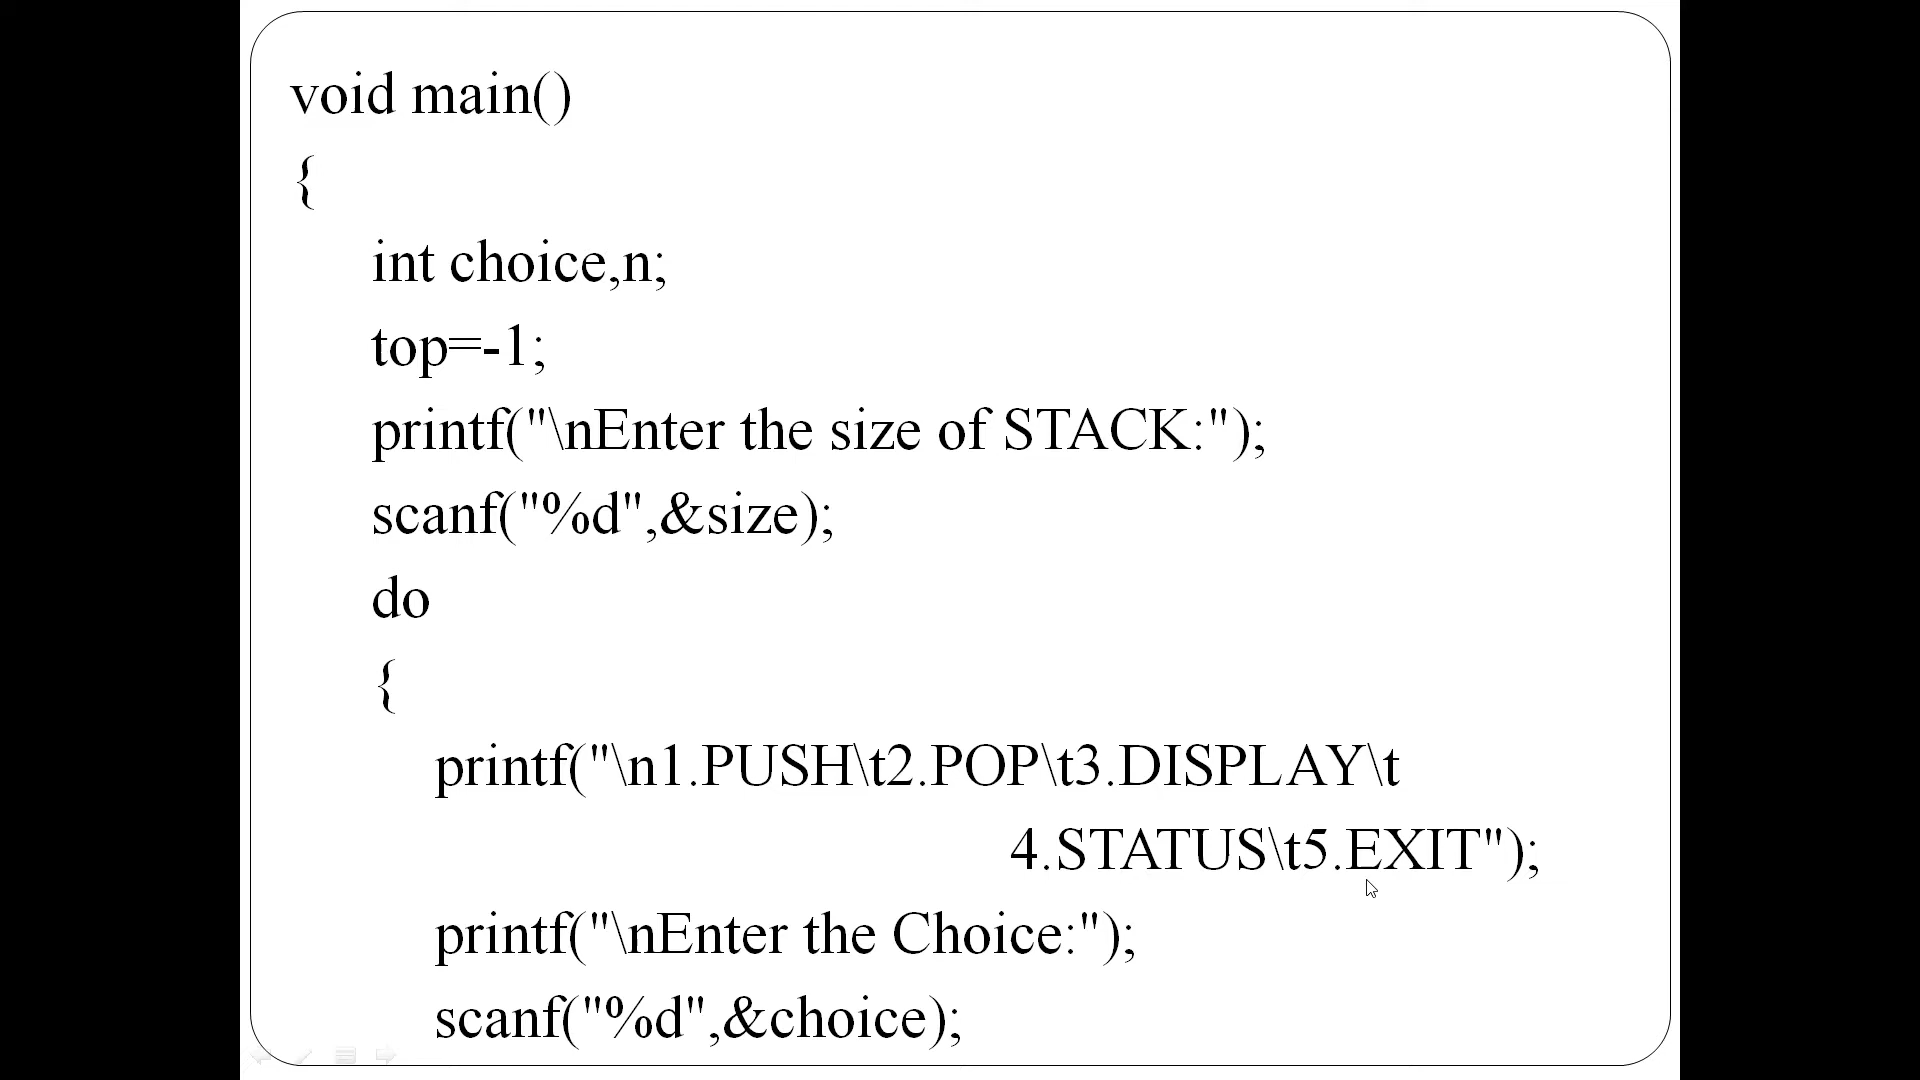 void main()
{
int choice,n;
top=-1;
printf("\nEnter the size of STACK:");
scanf("%d",&size);
do
{
printf("\n1.PUSH\t2.POP\t3.DISPLAY\t
4.STATUS\t5.EXIT");
printf("\nEnter the Choice:");
scanf("%d",&choice);